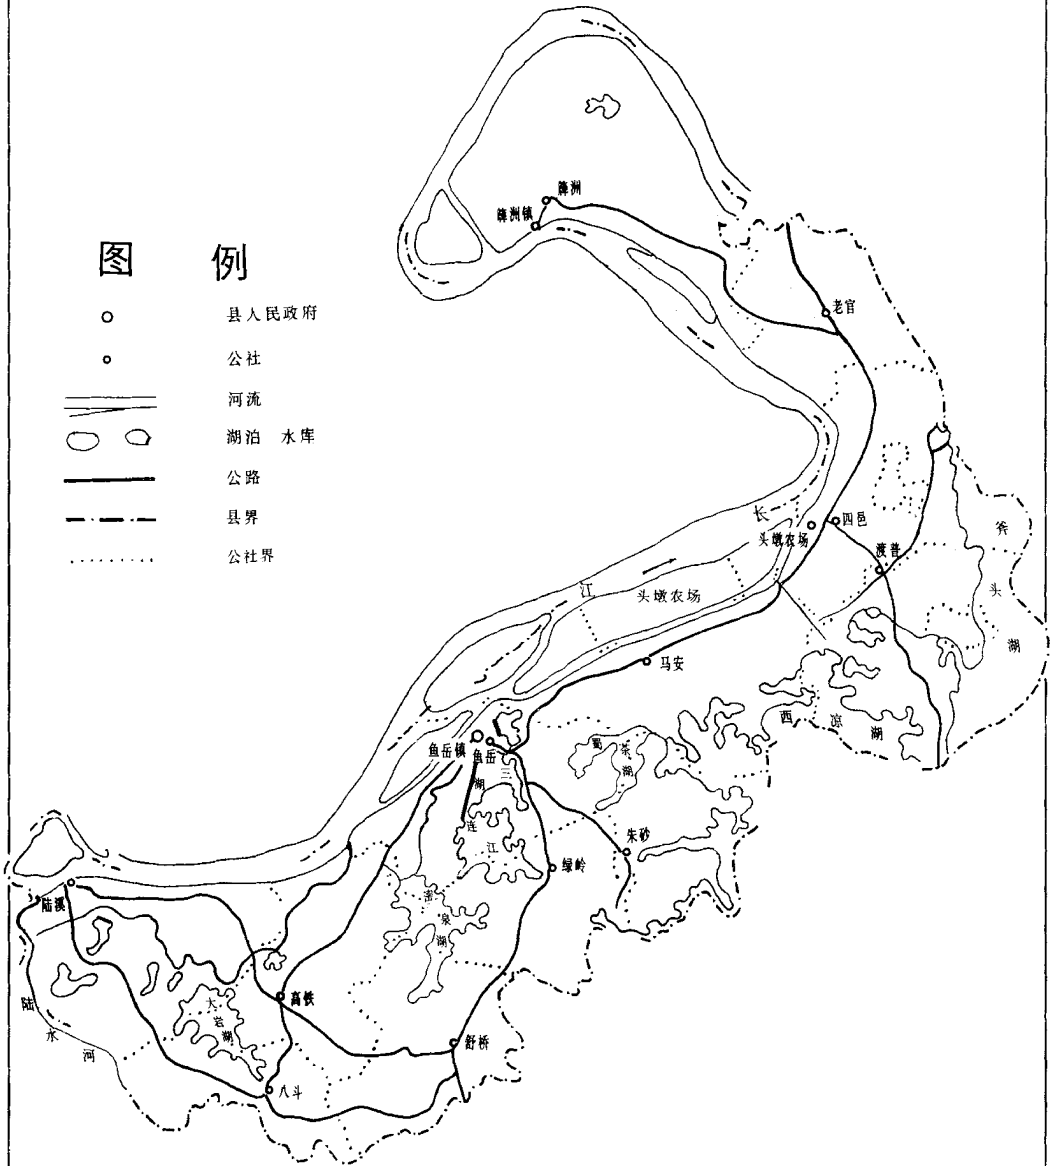 簰洲
簰洲镇
图 例
县人民政府
公社
河流
湖泊 水库
公路
县界
公社界
老官
长
江
四邑
头墩农场
渡普
头墩农场
斧
头
湖
马安
西
凉
湖
鱼岳镇
鱼岳
三
湖
连
江
蜀
茶
湖
朱砂
绿岭
陆溪
泉
湖
高铁
大
岩
湖
陆
水
河
舒桥
八斗